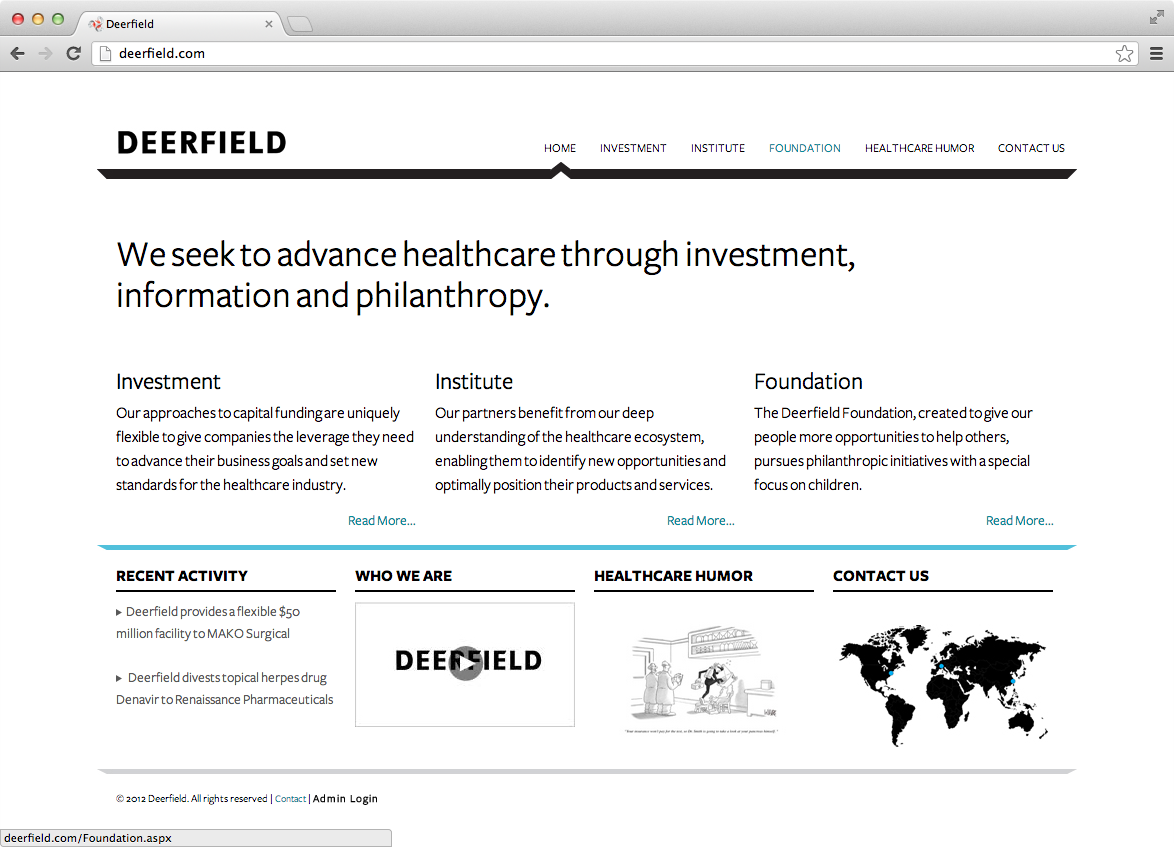 Deerfield
deerfield.com
DEERFIELD
HOME INVESTMENT INSTITUTE FOUNDATION HEALTHCARE HUMOR CONTACT US
We seek to advance healthcare through investment,
information and philanthropy.
Investment
Our approaches to capital funding are uniquely
flexible to give companies the leverage they need
to advance their business goals and set new
standards for the healthcare industry.
Read More...
Institute
Our partners benefit from our deep
understanding of the healthcare ecosystem,
enabling them to identify new opportunities and
optimally position their products and services.
Read More...
Foundation
The Deerfield Foundation, created to give our
people more opportunities to help others,
pursues philanthropic initiatives with a special
focus on children.
Read More...
RECENT ACTIVITY
Deerfield provides a flexible $50
million facility to MAKO Surgical
Deerfield divests topical herpes drug
Denavir to Renaissance Pharmaceuticals
WHO WE ARE
DEERFIELD
HEALTHCARE HUMOR
CONTACT US
© 2012 Deerfield. All rights reserved | Contact | Admin Login
deerfield.com/Foundation.aspx